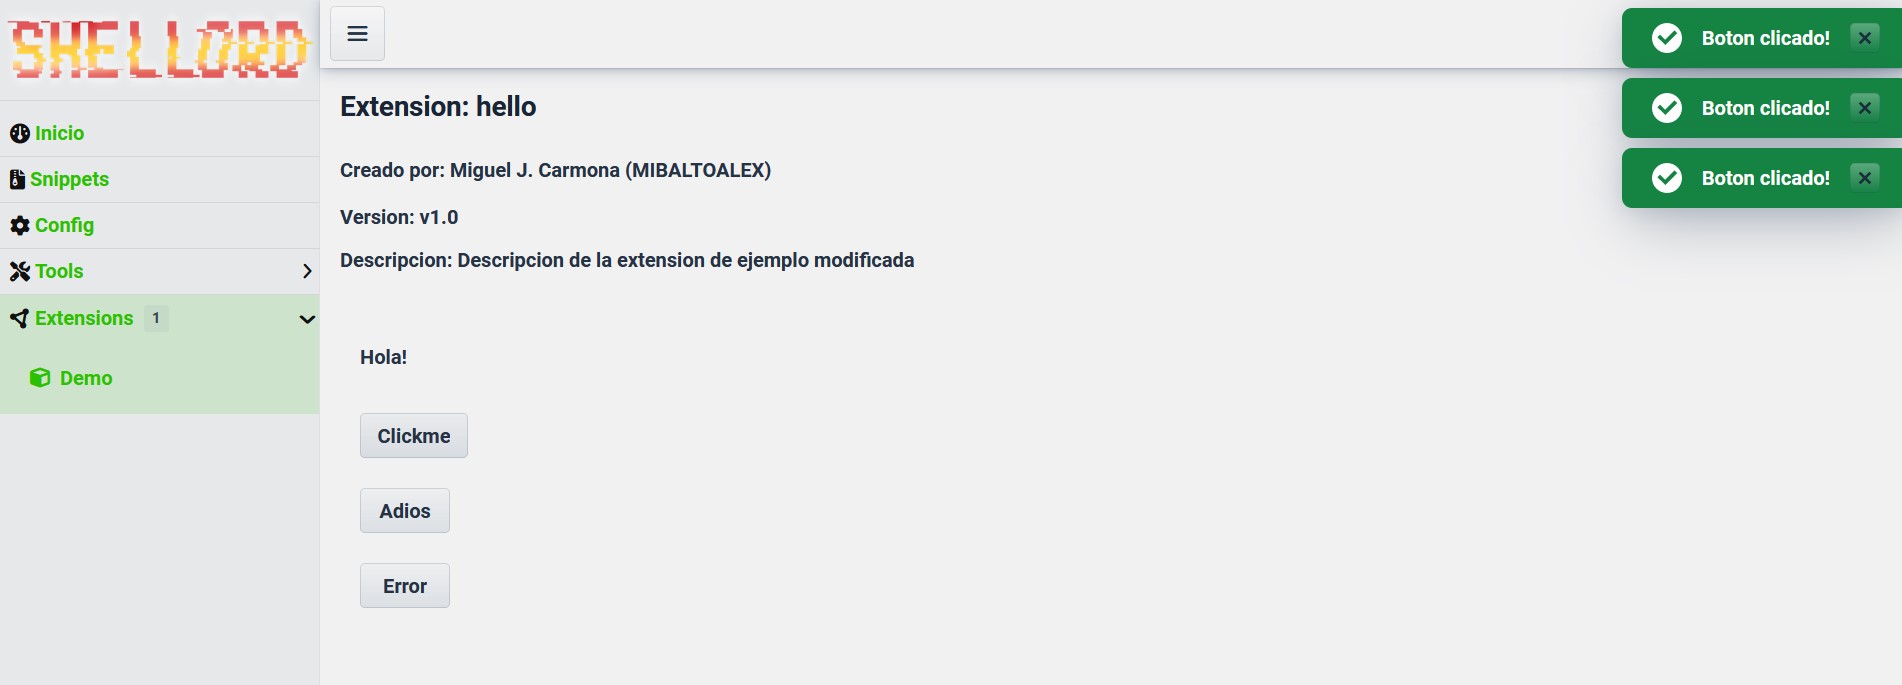 SHELLORD
Inicio
Snippets
Config
Tools
Extensions 1
Demo
Extension: hello
Creado por: Miguel J. Carmona (MIBALTOALEX)
Version: v1.0
Descripcion: Descripcion de la extension de ejemplo modificada
Hola!
Clickme
Adios
Error
Boton clicado!
Boton clicado!
Boton clicado!